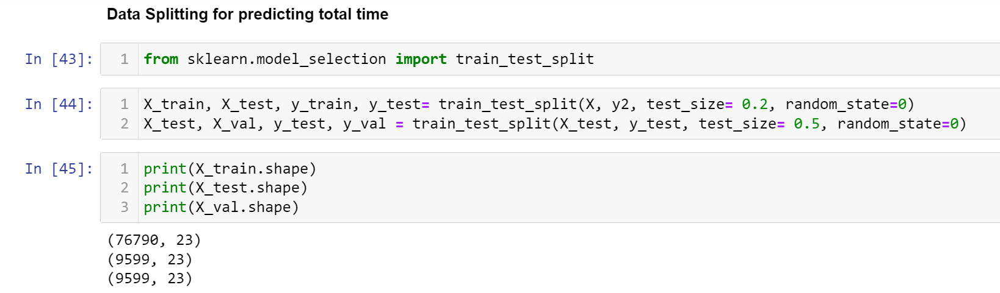 Data Splitting for predicting total time
In [43]: 1 from sklearn.model_selection import train_test_split
In [44]: 1 X_train, X_test, y_train, y_test= train_test_split(X, y2, test_size= 0.2, random_state=0)
2 X_test, X_val, y_test, y_val = train_test_split(X_test, y_test, test_size= 0.5, random_state=0)
In [45]: 1 print(X_train.shape)
2 print(X_test.shape)
3 print(X_val.shape)
(76790, 23)
(9599, 23)
(9599, 23)